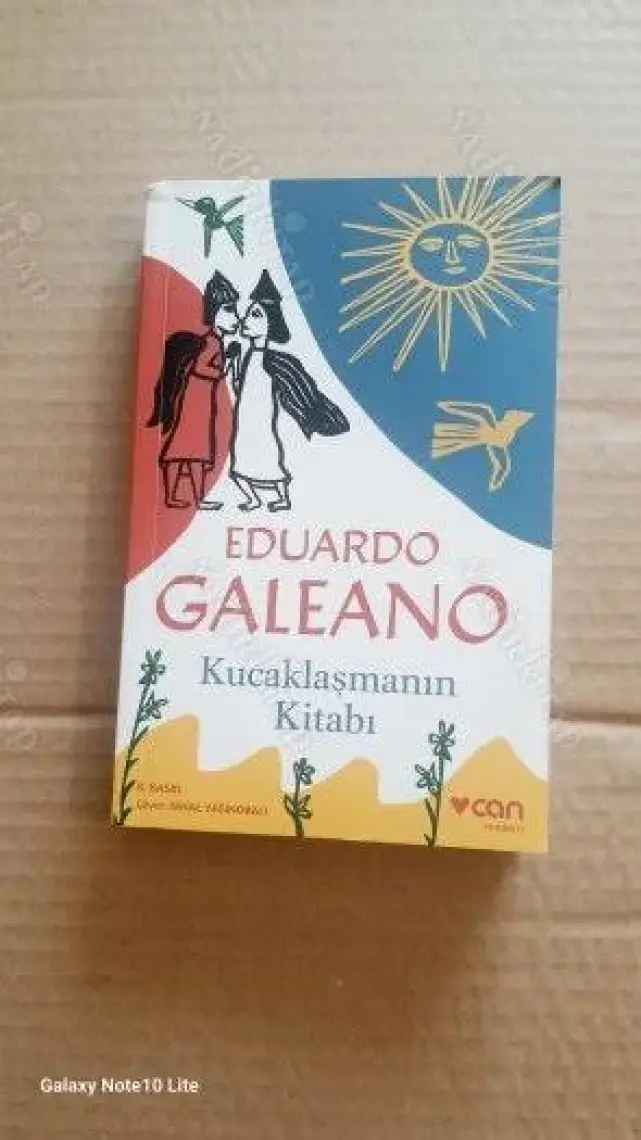 EDUARDO
GALEANO
Kucaklaşmanın
Kitabı
can
Galaxy Note10 Lite